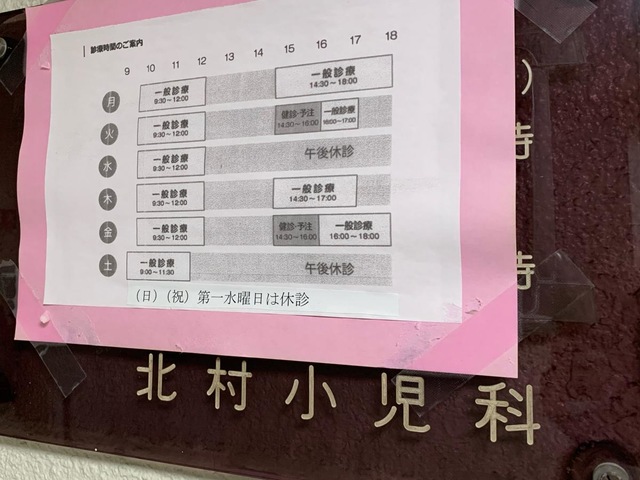 診療時間のご案内
9 10 11 12 13 14 15 16 17 18
月 一般診療 9:30～12:00 一般診療 14:30～18:00
火 一般診療 9:30～12:00 健診・予注 14:30～16:00 一般診療 16:00～17:00
水 一般診療 9:30～12:00 午後休診
木 一般診療 9:30～12:00 一般診療 14:30～17:00
金 一般診療 9:30～12:00 健診・予注 14:30～16:00 一般診療 16:00～18:00
土 一般診療 9:00～11:30 午後休診
（日）（祝）第一水曜日は休診
)
時
時
北村小児科